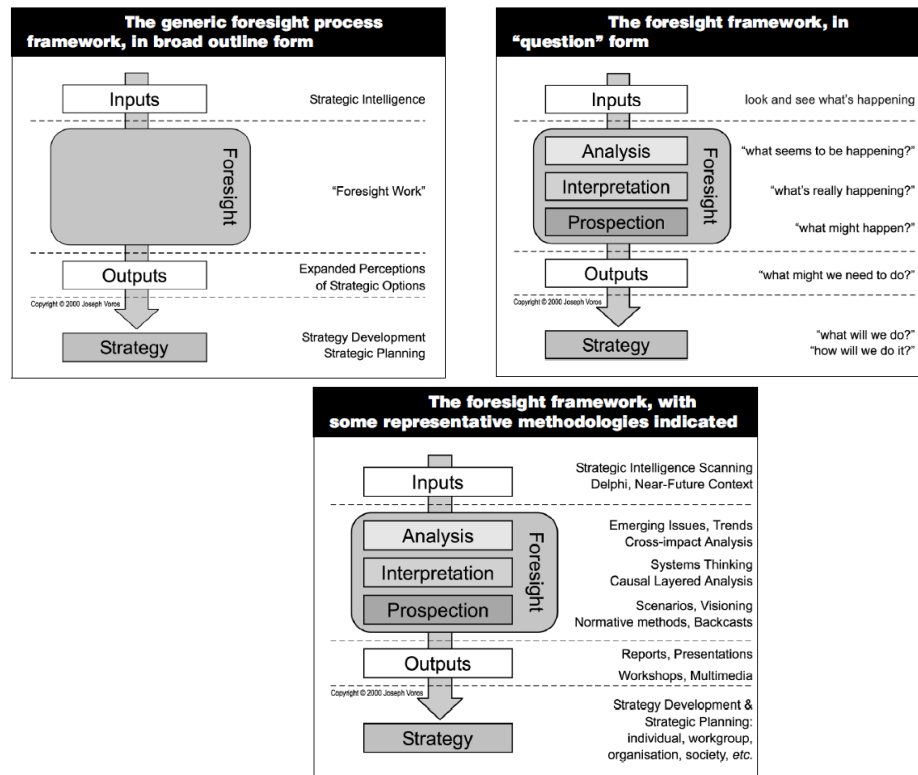 The generic foresight process
framework, in broad outline form
Inputs
Strategic Intelligence
Foresight
“Foresight Work”
Outputs
Expanded Perceptions
of Strategic Options
Copyright © 2000 Joseph Voros
Strategy
Strategy Development
Strategic Planning
The foresight framework, in
“question” form
Inputs
look and see what's happening
Foresight
Analysis
“what seems to be happening?”
Interpretation
“what's really happening?”
Prospection
“what might happen?”
Outputs
“what might we need to do?”
Copyright © 2000 Joseph Voros
Strategy
“what will we do?”
“how will we do it?”
The foresight framework, with
some representative methodologies indicated
Inputs
Strategic Intelligence Scanning
Delphi, Near-Future Context
Foresight
Analysis
Emerging Issues, Trends
Cross-impact Analysis
Interpretation
Systems Thinking
Causal Layered Analysis
Prospection
Scenarios, Visioning
Normative methods, Backcasts
Outputs
Reports, Presentations
Workshops, Multimedia
Copyright © 2000 Joseph Voros
Strategy
Strategy Development &
Strategic Planning:
individual, workgroup,
organisation, society, etc.